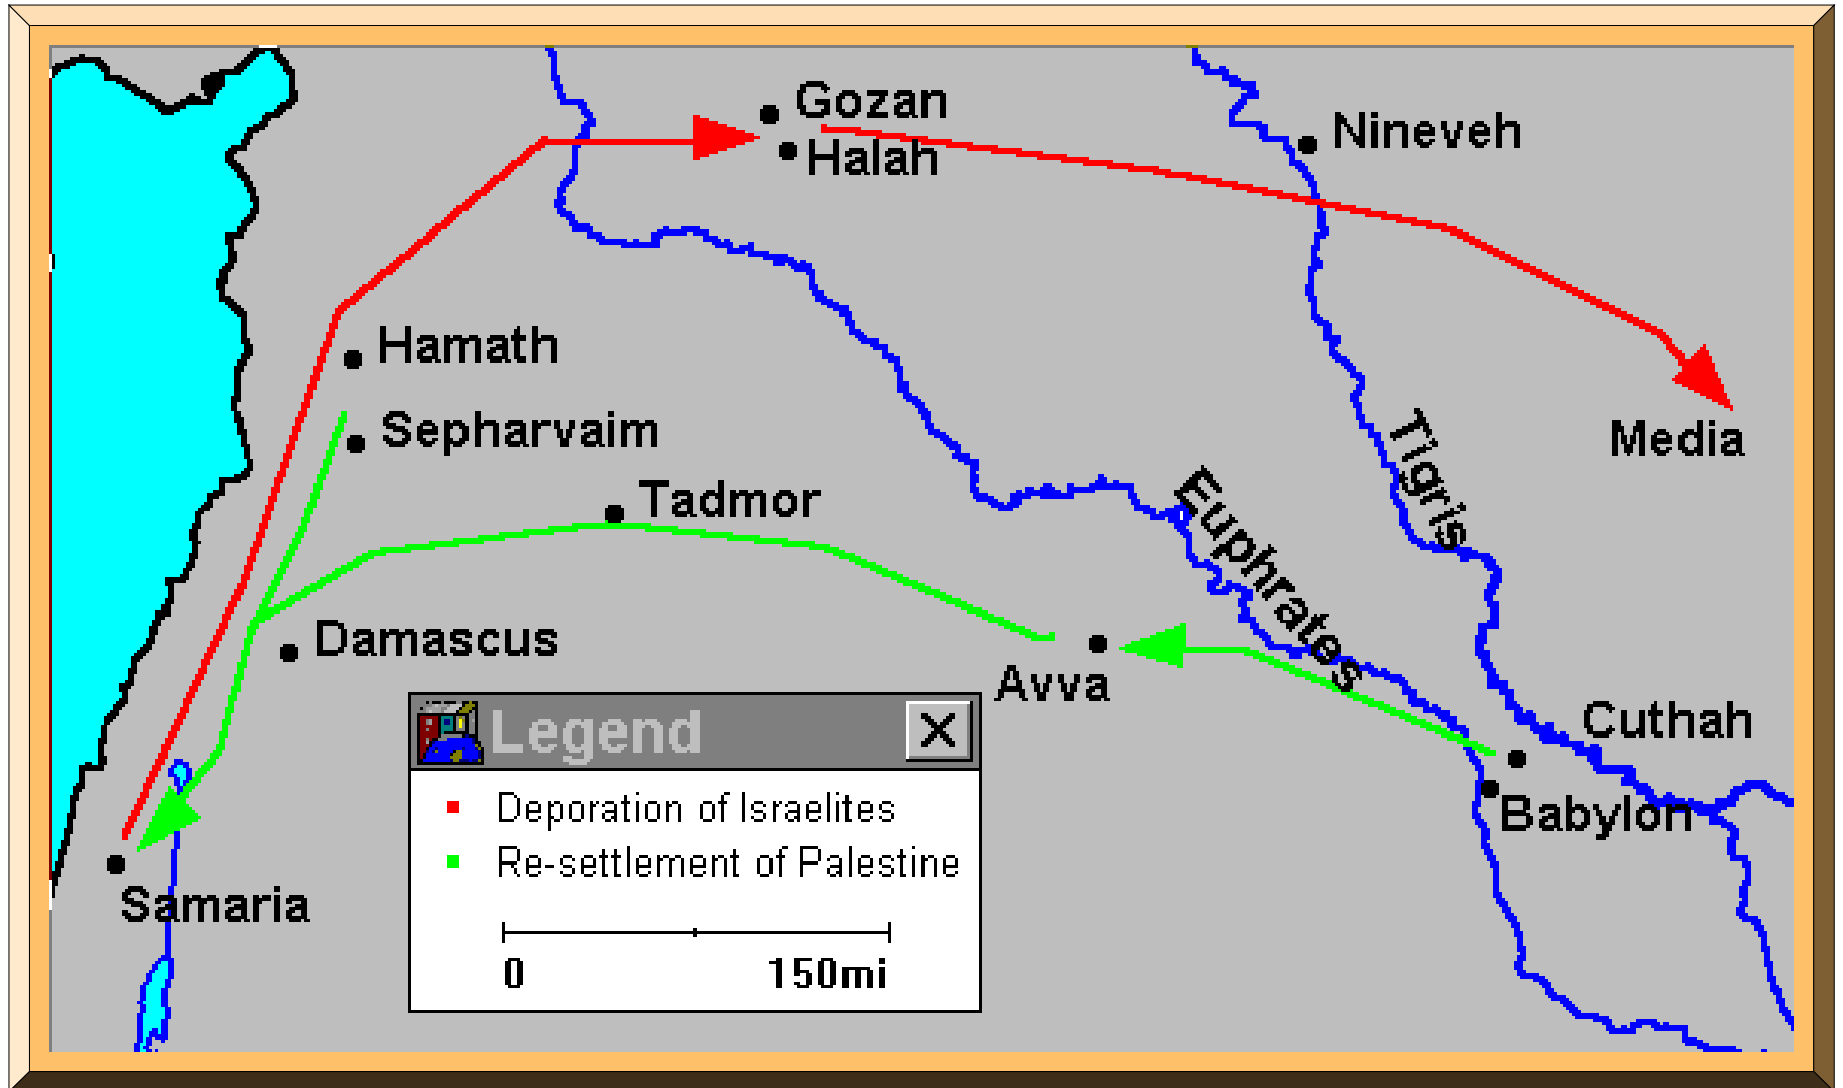 Gozan
Halah
Nineveh
Hamath
Sepharvaim
Tadmor
Tigris
Media
Euphrates
Damascus
Avva
Cuthah
Babylon
Samaria
Legend
Deporation of Israelites
Re-settlement of Palestine
0 150mi